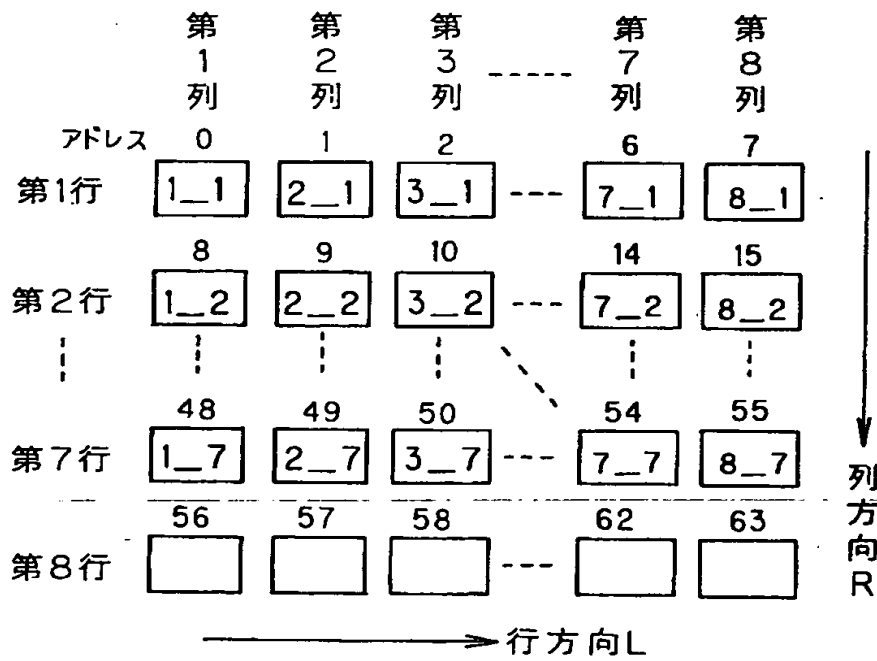 第1列 第2列 第3列 ----- 第7列 第8列
アドレス 0 1 2 6 7
第1行 1_1 2_1 3_1 --- 7_1 8_1
8 9 10 14 15
第2行 1_2 2_2 3_2 --- 7_2 8_2
48 49 50 54 55
第7行 1_7 2_7 3_7 --- 7_7 8_7
56 57 58 62 63
第8行 ---
列方向R
行方向L